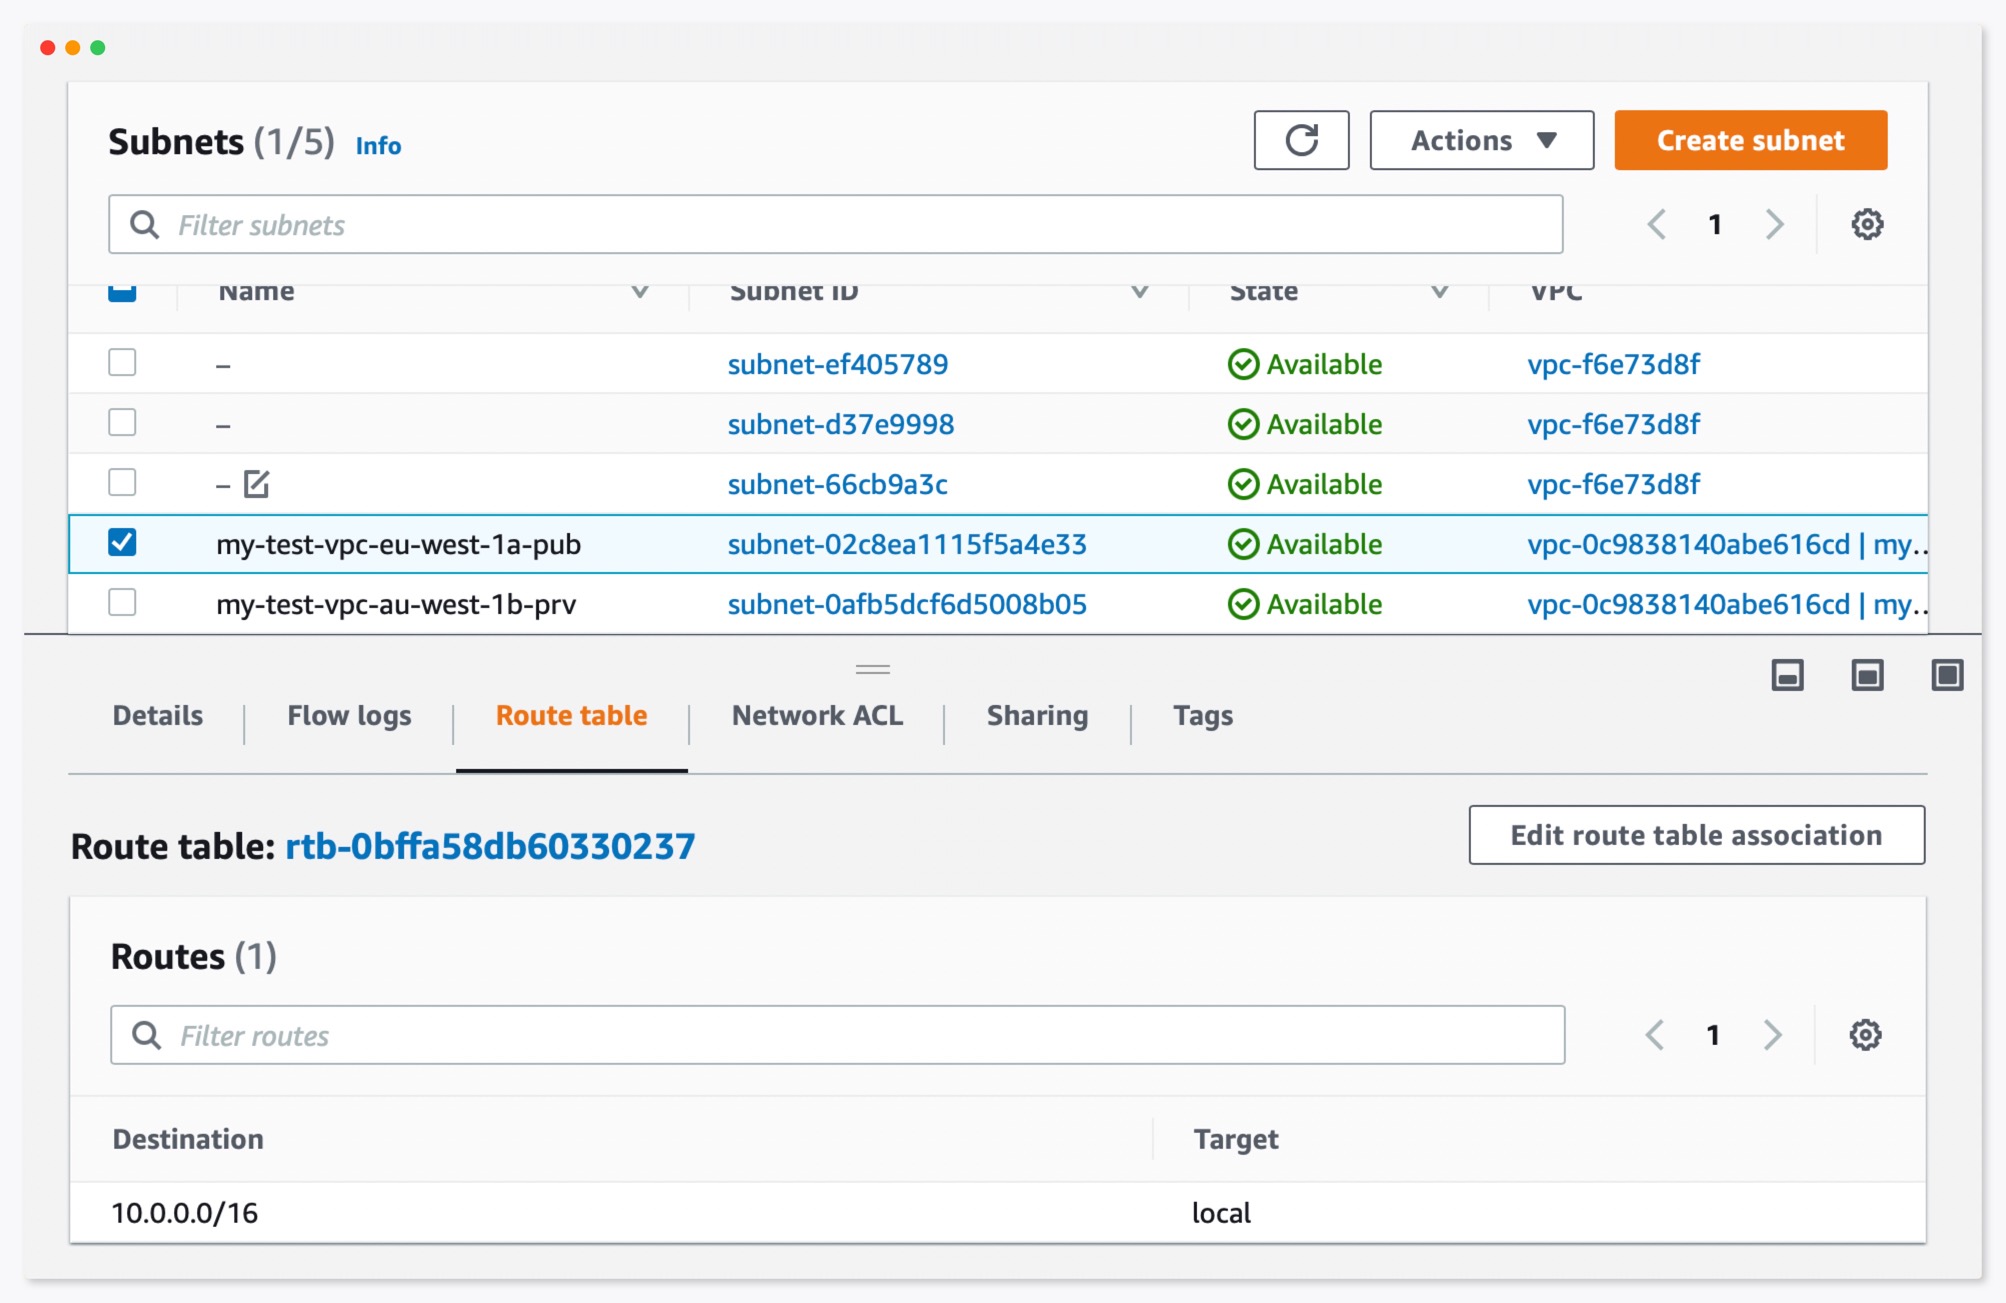 Subnets (1/5) Info
Actions ▼ Create subnet
Filter subnets
1
Name Subnet ID State VPC
– subnet-ef405789 Available vpc-f6e73d8f
– subnet-d37e9998 Available vpc-f6e73d8f
– subnet-66cb9a3c Available vpc-f6e73d8f
my-test-vpc-eu-west-1a-pub subnet-02c8ea1115f5a4e33 Available vpc-0c9838140abe616cd | my…
my-test-vpc-au-west-1b-prv subnet-0afb5dcf6d5008b05 Available vpc-0c9838140abe616cd | my…
Details Flow logs Route table Network ACL Sharing Tags
Route table: rtb-0bffa58db60330237
Edit route table association
Routes (1)
Filter routes
1
Destination Target
10.0.0.0/16 local